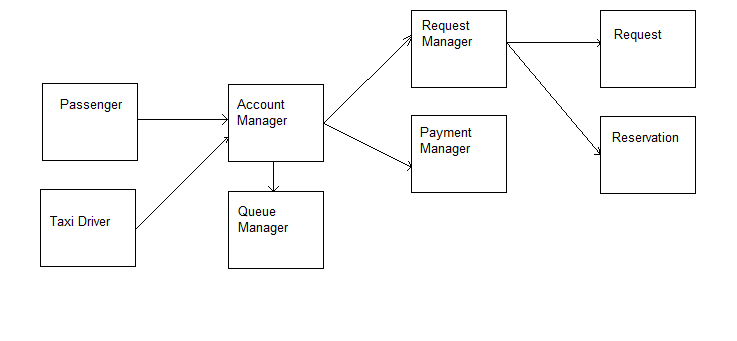 Passenger
Taxi Driver
Account
Manager
Queue
Manager
Request
Manager
Payment
Manager
Request
Reservation